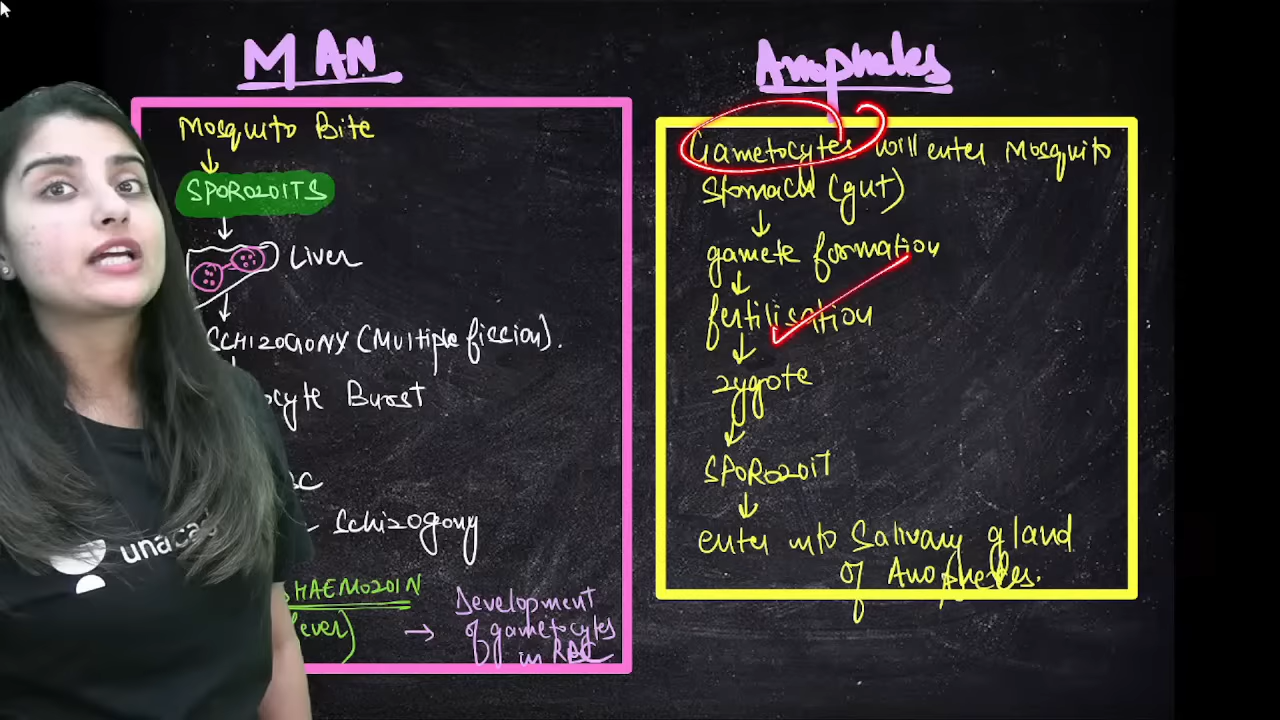 MAN
Mosquito Bite
SPOROZOITS
Liver
SCHIZOGONY (Multiple fission).
Burst
Schizogony
HAEMOZOIN
Development
of gametocytes
in RBC
Anopheles
Gametocytes will enter Mosquito
Stomach (gut)
gamete formation
fertilisation
zygote
SPOROZOIT
enter into Salivary gland
of Anopheles.